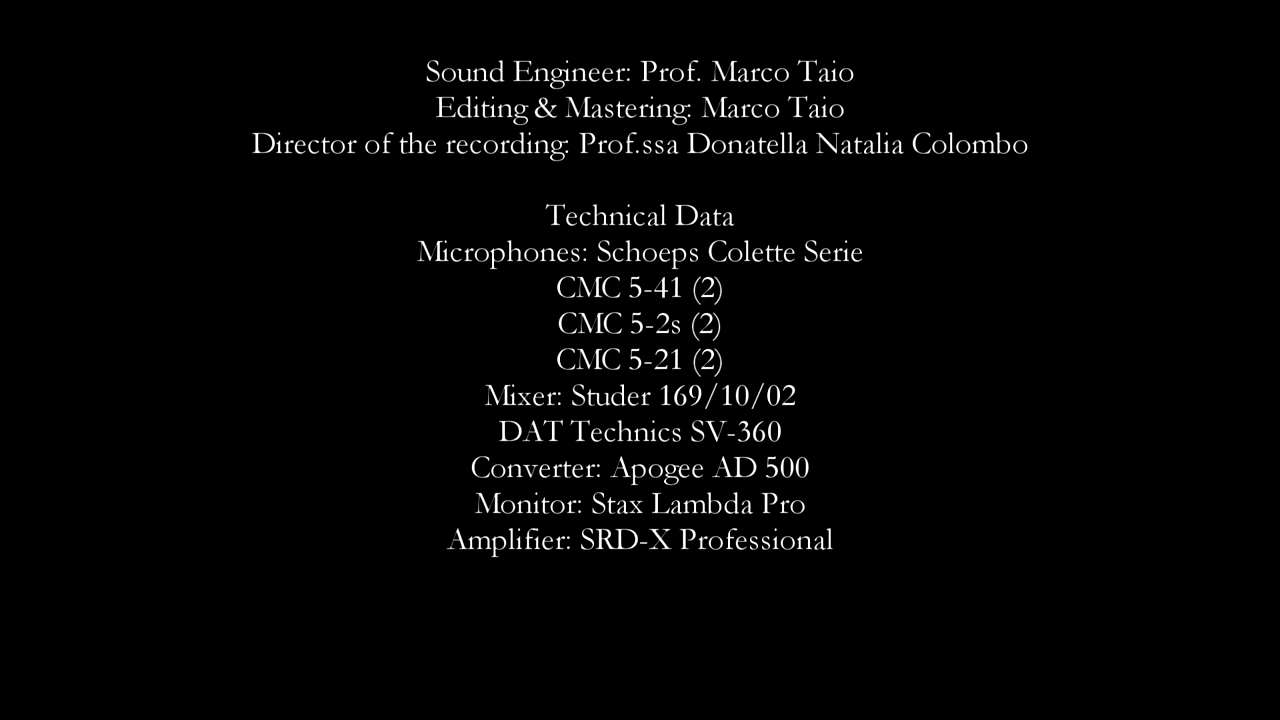 Sound Engineer: Prof. Marco Taio
Editing & Mastering: Marco Taio
Director of the recording: Prof.ssa Donatella Natalia Colombo
Technical Data
Microphones: Schoeps Colette Serie
CMC 5-41 (2)
CMC 5-2s (2)
CMC 5-21 (2)
Mixer: Studer 169/10/02
DAT Technics SV-360
Converter: Apogee AD 500
Monitor: Stax Lambda Pro
Amplifier: SRD-X Professional